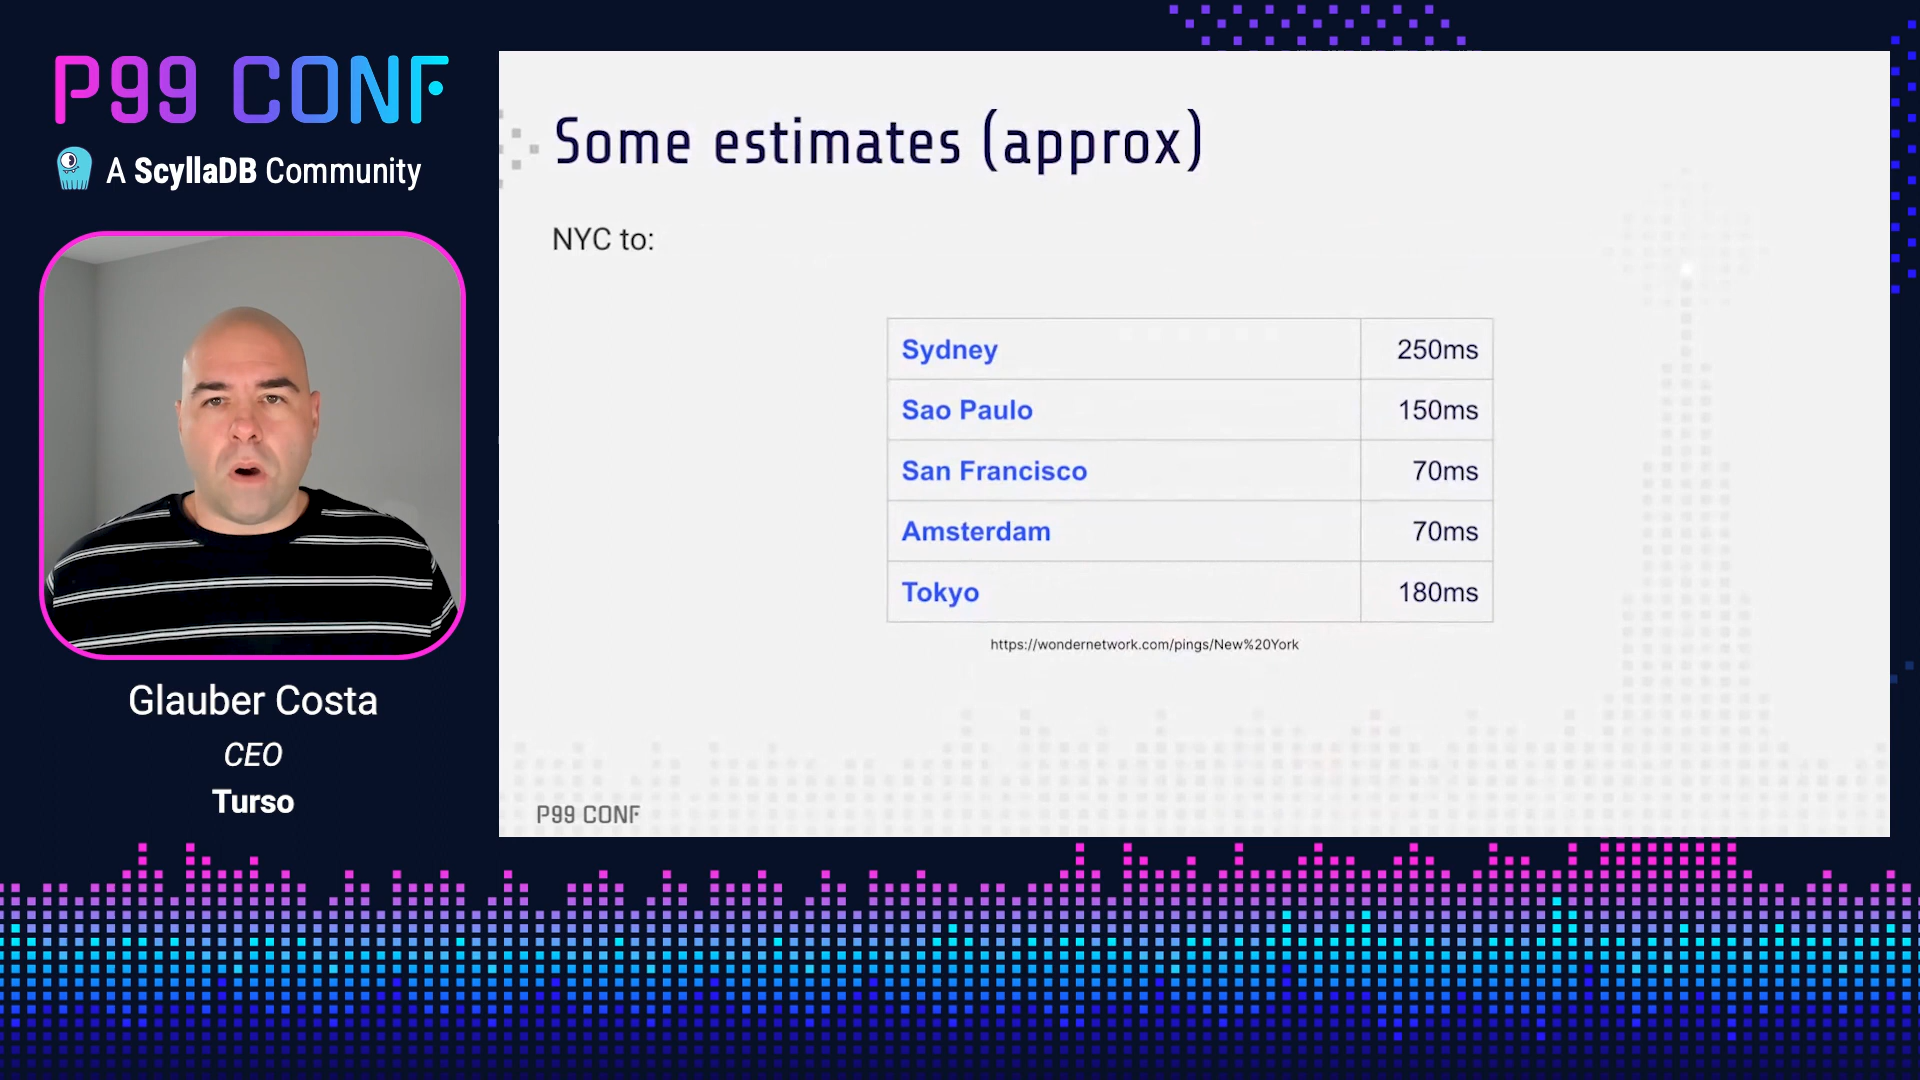 P99 CONF
A ScyllaDB Community
Glauber Costa
CEO
Turso
Some estimates (approx)
NYC to:
Sydney 250ms
Sao Paulo 150ms
San Francisco 70ms
Amsterdam 70ms
Tokyo 180ms
https://wondernetwork.com/pings/New%20York
P99 CONF